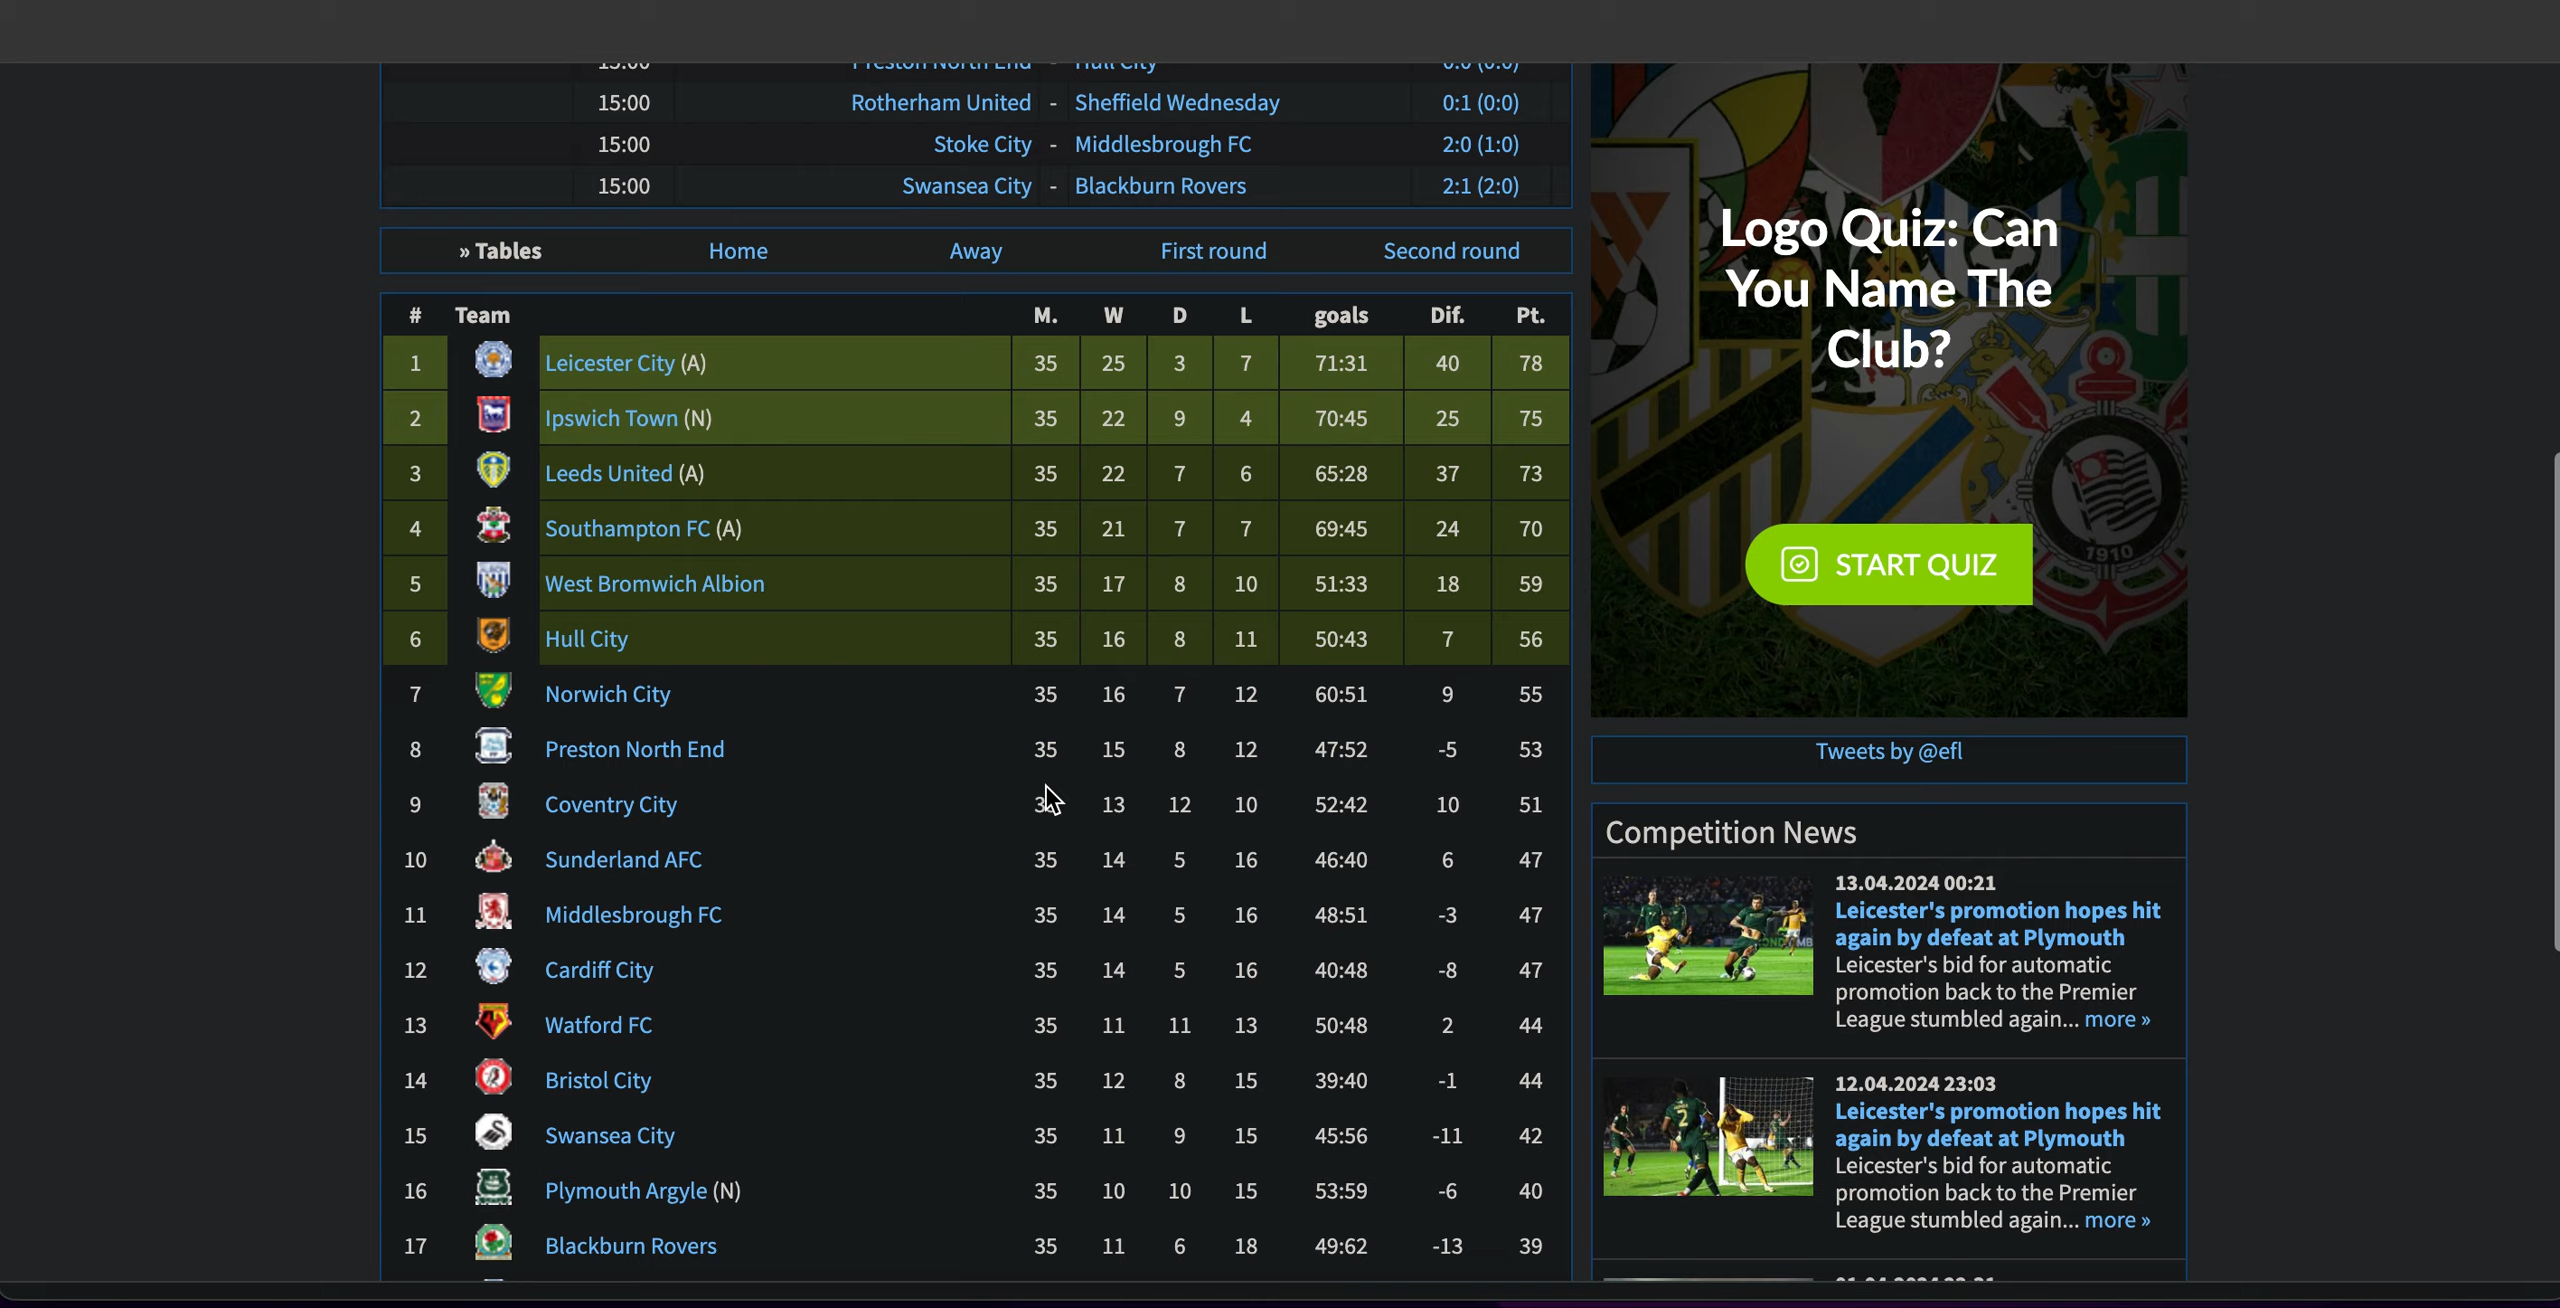 15:00 Preston North End - Hull City 0:0 (0:0)
15:00 Rotherham United - Sheffield Wednesday 0:1 (0:0)
15:00 Stoke City - Middlesbrough FC 2:0 (1:0)
15:00 Swansea City - Blackburn Rovers 2:1 (2:0)
» Tables Home Away First round Second round
# Team M. W D L goals Dif. Pt.
1 Leicester City (A) 35 25 3 7 71:31 40 78
2 Ipswich Town (N) 35 22 9 4 70:45 25 75
3 Leeds United (A) 35 22 7 6 65:28 37 73
4 Southampton FC (A) 35 21 7 7 69:45 24 70
5 West Bromwich Albion 35 17 8 10 51:33 18 59
6 Hull City 35 16 8 11 50:43 7 56
7 Norwich City 35 16 7 12 60:51 9 55
8 Preston North End 35 15 8 12 47:52 -5 53
9 Coventry City 13 12 10 52:42 10 51
10 Sunderland AFC 35 14 5 16 46:40 6 47
11 Middlesbrough FC 35 14 5 16 48:51 -3 47
12 Cardiff City 35 14 5 16 40:48 -8 47
13 Watford FC 35 11 11 13 50:48 2 44
14 Bristol City 35 12 8 15 39:40 -1 44
15 Swansea City 35 11 9 15 45:56 -11 42
16 Plymouth Argyle (N) 35 10 10 15 53:59 -6 40
17 Blackburn Rovers 35 11 6 18 49:62 -13 39
Logo Quiz: Can
You Name The
Club?
START QUIZ
1910
Tweets by @efl
Competition News
13.04.2024 00:21
Leicester's promotion hopes hit
again by defeat at Plymouth
Leicester's bid for automatic
promotion back to the Premier
League stumbled again... more »
12.04.2024 23:03
Leicester's promotion hopes hit
again by defeat at Plymouth
Leicester's bid for automatic
promotion back to the Premier
League stumbled again... more »